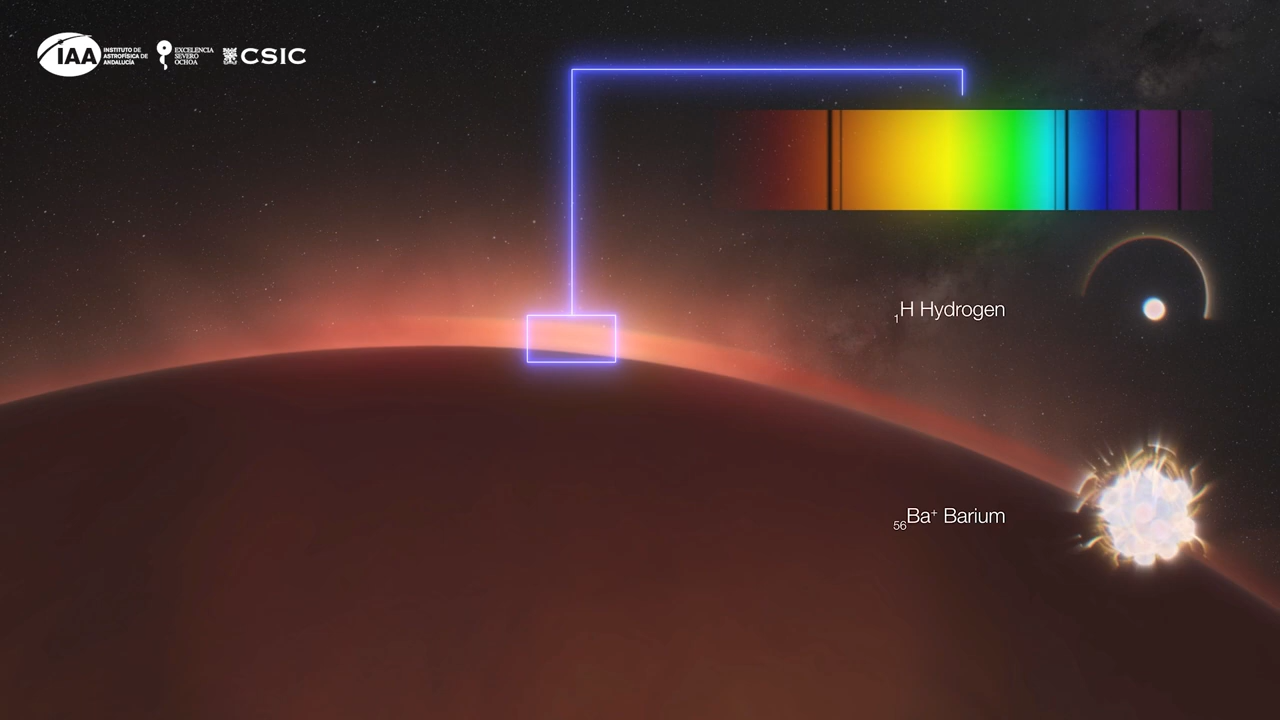 IAA
INSTITUTO DE
ASTROFÍSICA DE
ANDALUCÍA
EXCELENCIA
SEVERO
OCHOA
CSIC
₁H Hydrogen
₅₆Ba⁺ Barium